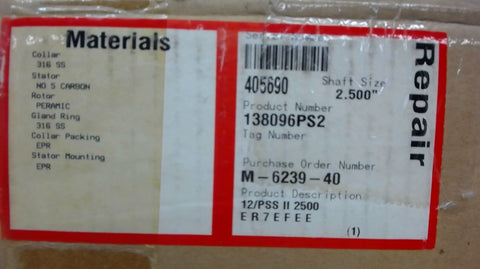 Materials
Collar
316 SS
Stator
NO 5 CARBON
Rotor
PERAMIC
Gland Ring
316 SS
Collar Packing
EPR
Stator Mounting
EPR
405690
Shaft Size
2.500"
Product Number
138096PS2
Tag Number
Purchase Order Number
M-6239-40
Product Description
12/PSS II 2500
ER7EFEE
(1)
Repair